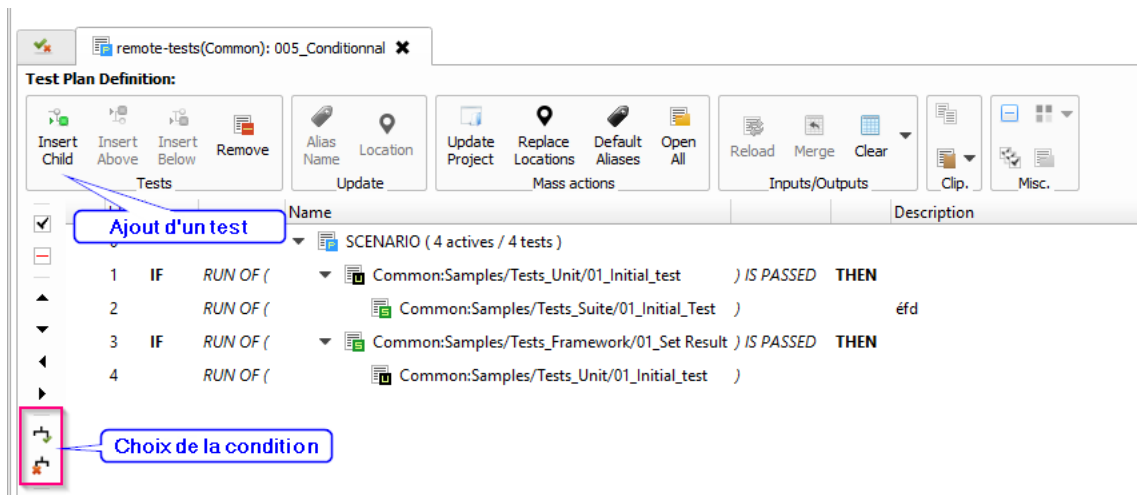 remote-tests(Common): 005_Conditionnal
Test Plan Definition:
Insert Child
Insert Above
Insert Below
Remove
Tests
Alias Name
Location
Update
Update Project
Replace Locations
Default Aliases
Open All
Mass actions
Reload
Merge
Clear
Inputs/Outputs
Clip.
Misc.
Name
Description
Ajout d'un test
SCENARIO ( 4 actives / 4 tests )
1 IF RUN OF ( Common:Samples/Tests_Unit/01_Initial_test ) IS PASSED THEN
2 RUN OF ( Common:Samples/Tests_Suite/01_Initial_Test ) éfd
3 IF RUN OF ( Common:Samples/Tests_Framework/01_Set Result ) IS PASSED THEN
4 RUN OF ( Common:Samples/Tests_Unit/01_Initial_test )
Choix de la condition